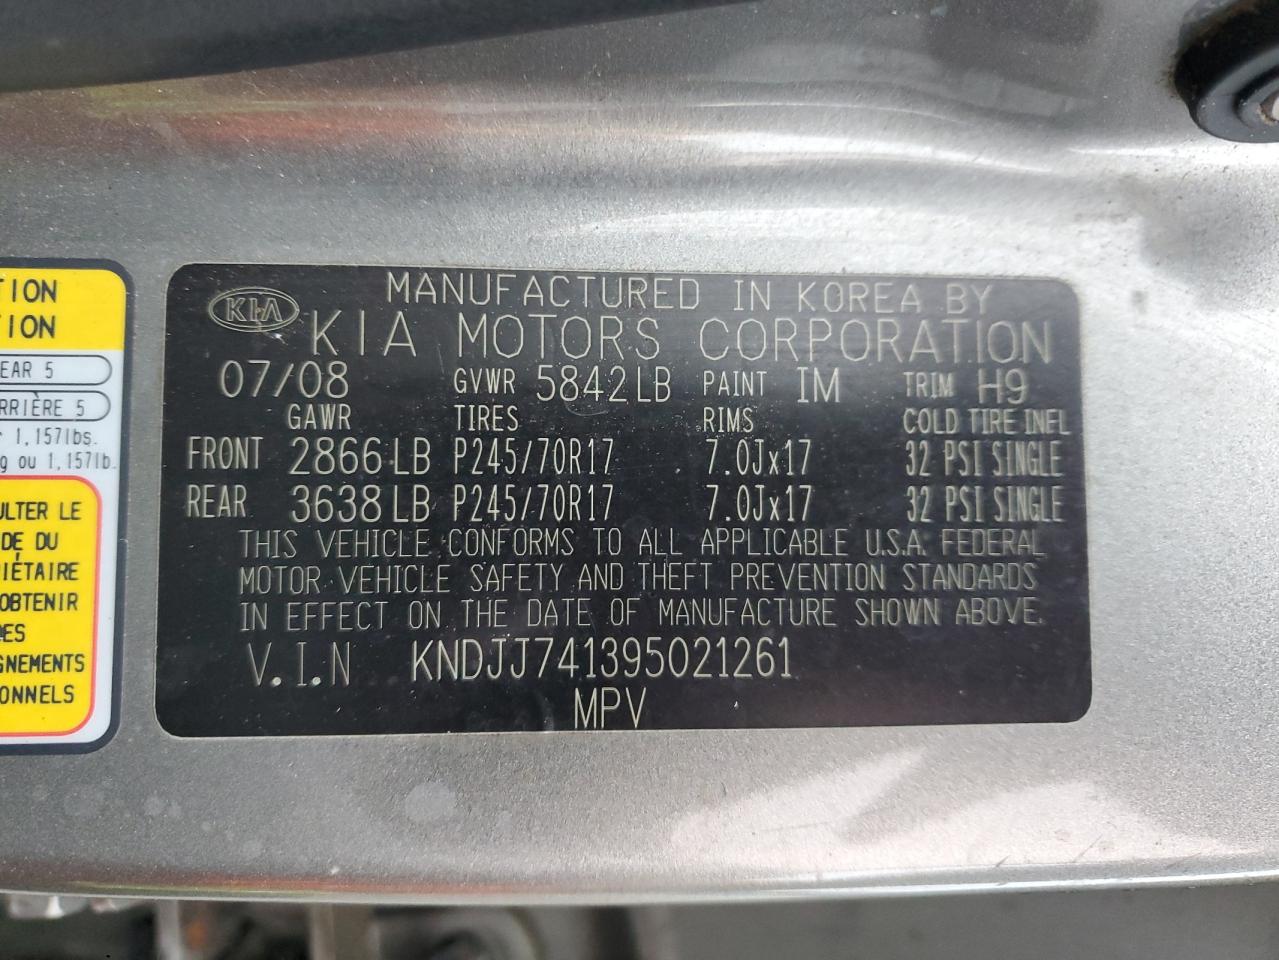 TION
TION
EAR 5
RRIÈRE 5
1,157lbs.
g ou 1,157lb.
ULTER LE
DE DU
IÉTAIRE
OBTENIR
ES
GNEMENTS
ONNELS
MANUFACTURED IN KOREA BY
KIA KIA MOTORS CORPORATION
07/08 GVWR 5842LB PAINT IM TRIM H9
GAWR TIRES RIMS COLD TIRE INFL
FRONT 2866LB P245/70R17 7.0Jx17 32 PSI SINGLE
REAR 3638LB P245/70R17 7.0Jx17 32 PSI SINGLE
THIS VEHICLE CONFORMS TO ALL APPLICABLE U.S.A. FEDERAL
MOTOR VEHICLE SAFETY AND THEFT PREVENTION STANDARDS
IN EFFECT ON THE DATE OF MANUFACTURE SHOWN ABOVE.
V.I.N KNDJJ741395021261
MPV